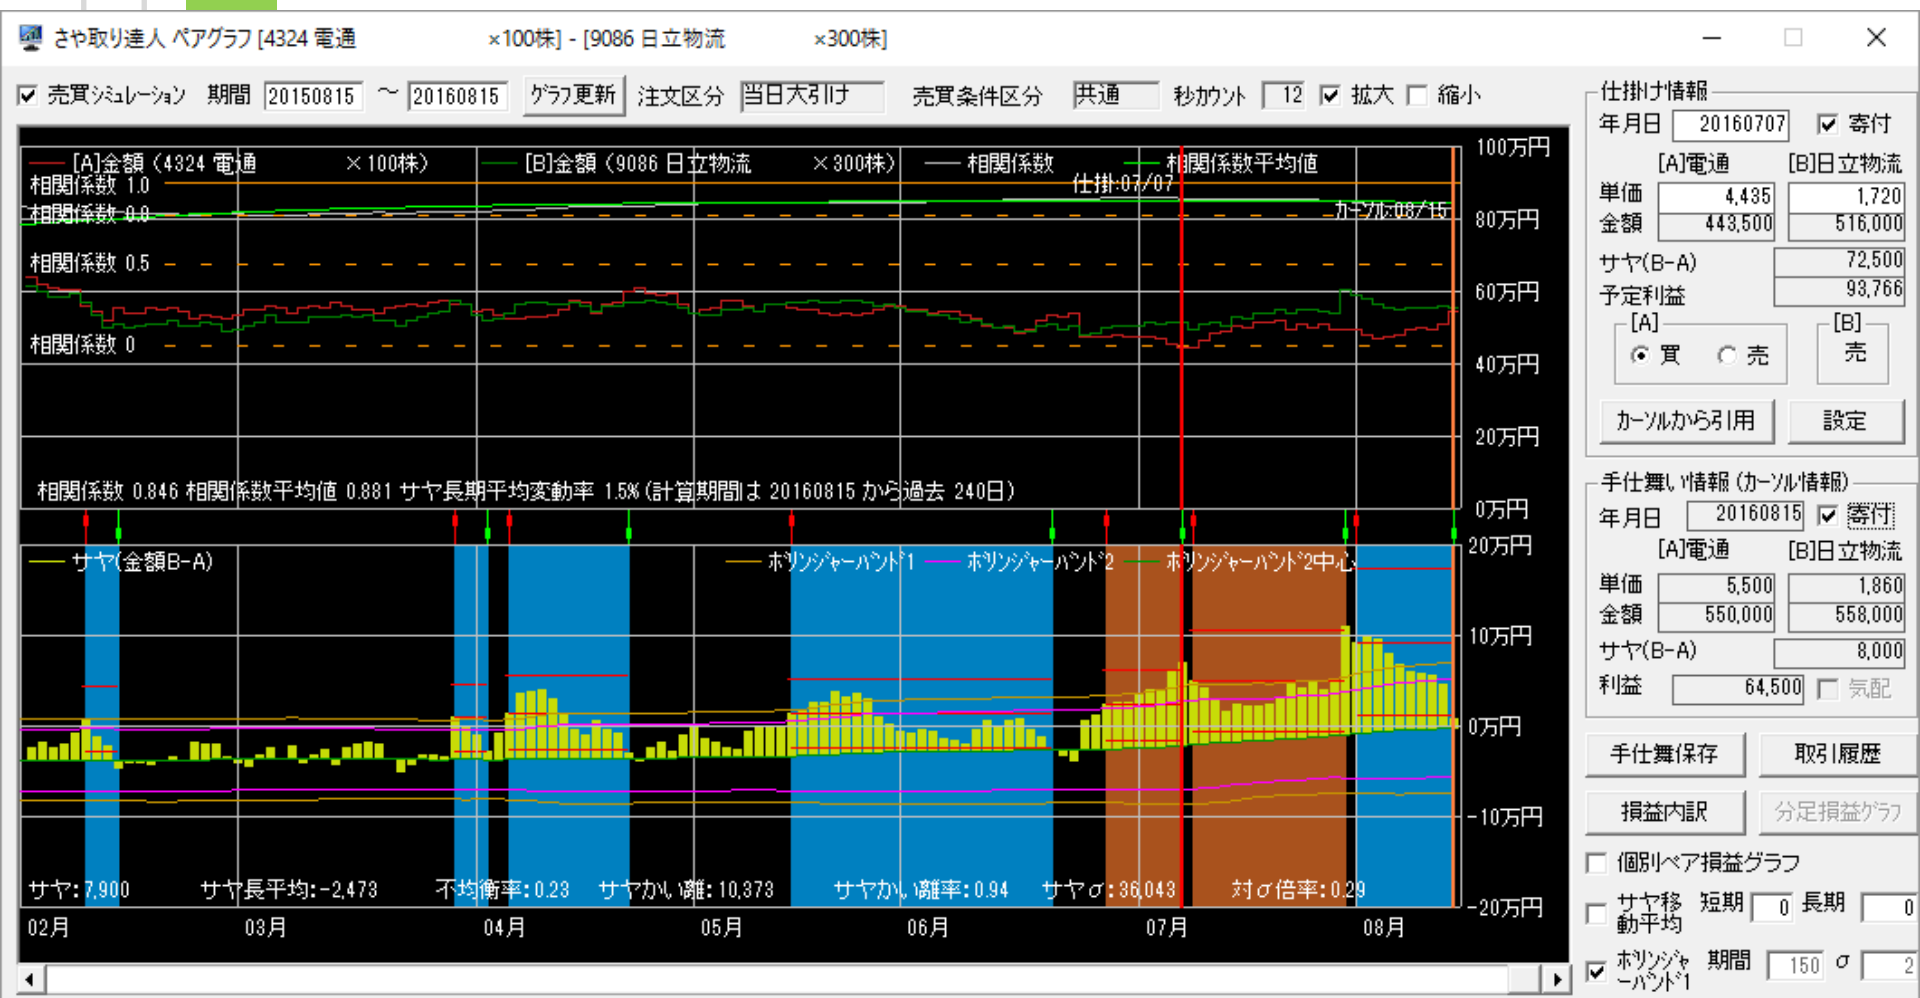 さや取り達人 ペアグラフ [4324 電通 ×100株] - [9086 日立物流 ×300株]
売買シミュレーション 期間 20150815 ～ 20160815 グラフ更新 注文区分 当日大引け 売買条件区分 共通 秒カウント 12 拡大 縮小
[A]金額（4324 電通 ×100株） [B]金額（9086 日立物流 ×300株） 相関係数 相関係数平均値
相関係数 1.0
仕掛:07/07
相関係数
カーソル:08/15
相関係数 0.5
相関係数 0
相関係数 0.846 相関係数平均値 0.881 サヤ長期平均変動率 1.5%（計算期間は 20160815 から過去 240日）
100万円
80万円
60万円
40万円
20万円
0万円
サヤ(金額B-A) ボリンジャーバンド1 ボリンジャーバンド2 ボリンジャーバンド2中心
20万円
10万円
0万円
-10万円
-20万円
サヤ:7,900 サヤ長平均:-2,473 不均衡率:0.23 サヤかい離:10,373 サヤかい離率:0.94 サヤσ:36,043 対σ倍率:0.29
02月 03月 04月 05月 06月 07月 08月
仕掛け情報
年月日 20160707 寄付
[A]電通 [B]日立物流
単価 4,435 1,720
金額 443,500 516,000
サヤ(B-A) 72,500
予定利益 93,766
[A] [B]
買 売 売
カーソルから引用 設定
手仕舞い情報 (カーソル情報)
年月日 20160815 寄付
[A]電通 [B]日立物流
単価 5,500 1,860
金額 550,000 558,000
サヤ(B-A) 8,000
利益 64,500 気配
手仕舞保存 取引履歴
損益内訳 分足損益グラフ
個別ペア損益グラフ
サヤ移動平均 短期 0 長期 0
ボリンジャーバンド1 期間 150 σ 2